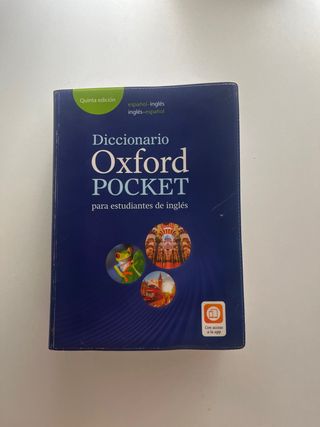 Quinta edición
español-inglés
inglés-español
Diccionario
Oxford
POCKET
para estudiantes de inglés
Con acceso
a la app